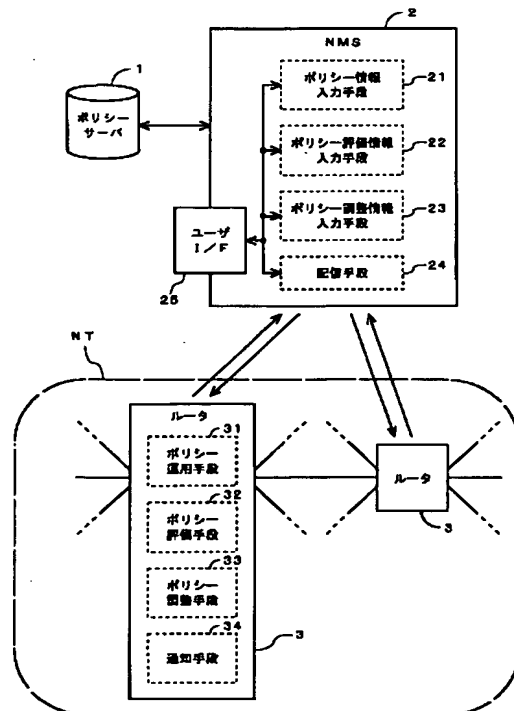 2
NMS
1
ポリシー
サーバ
ポリシー情報
入力手段
21
ポリシー評価情報
入力手段
22
ポリシー調整情報
入力手段
23
配信手段
24
ユーザ
I/F
25
NT
ルータ
31
ポリシー
運用手段
32
ポリシー
評価手段
33
ポリシー
調整手段
34
通知手段
3
ルータ
3